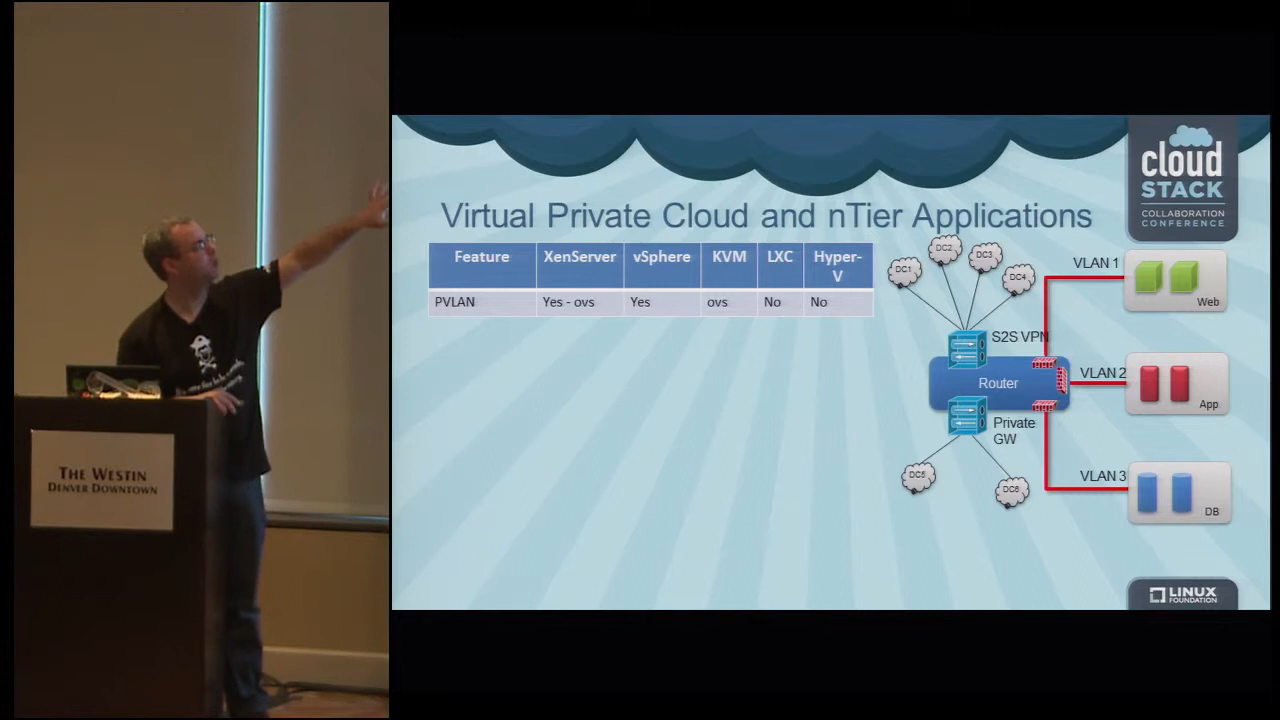 THE WESTIN
DENVER DOWNTOWN
cloud
STACK
COLLABORATION
CONFERENCE
Virtual Private Cloud and nTier Applications
Feature XenServer vSphere KVM LXC Hyper-
V
PVLAN Yes - ovs Yes ovs No No
DC1
DC2
DC3
DC4
S2S VPN
Router
Private
GW
DC5
DC6
VLAN 1
Web
VLAN 2
App
VLAN 3
DB
LINUX
FOUNDATION